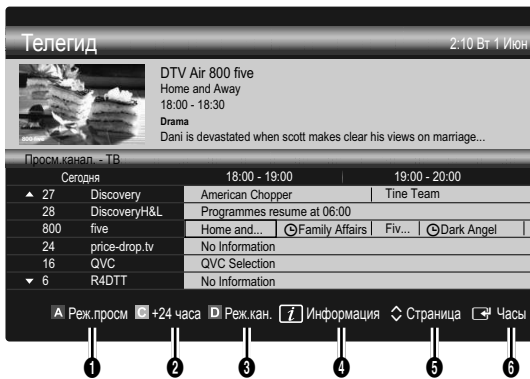 Телегид 2:10 Вт 1 Июн
DTV Air 800 five
Home and Away
18:00 - 18:30
Drama
Dani is devastated when scott makes clear his views on marriage...
800 five
Просм.канал. - ТВ
Сегодня 18:00 - 19:00 19:00 - 20:00
▲ 27 Discovery American Chopper Tine Team
28 DiscoveryH&L Programmes resume at 06:00
800 five Home and... Family Affairs Fiv... Dark Angel
24 price-drop.tv No Information
16 QVC QVC Selection
▼ 6 R4DTT No Information
A Реж.просм C +24 часа D Реж.кан. i Информация Страница Часы
1 2 3 4 5 6